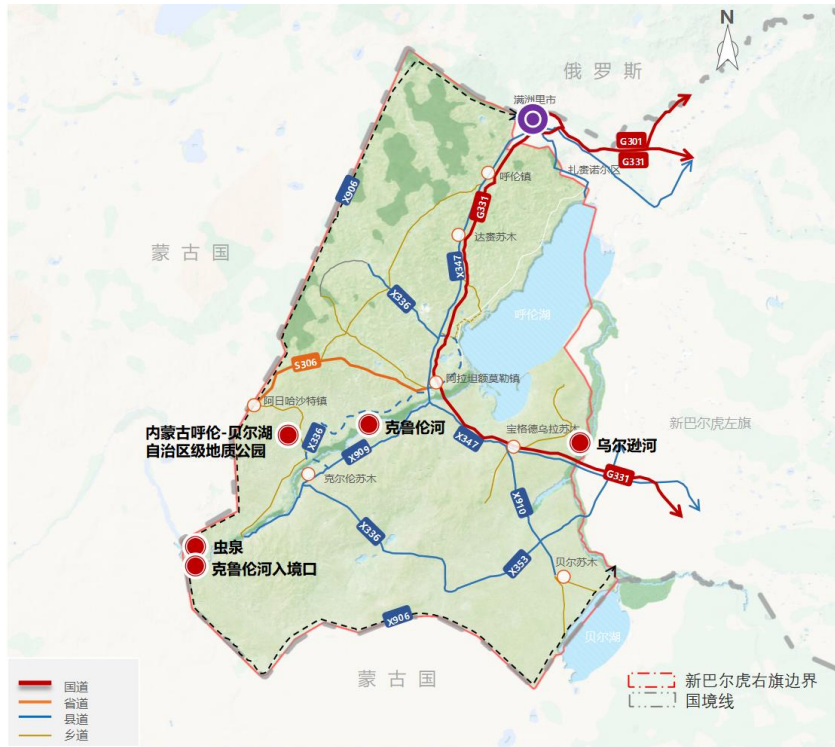 N
俄罗斯
满洲里市
G301
G331
扎赉诺尔区
呼伦镇
X906
G331
达赉苏木
蒙古国
X347
X336
呼伦湖
S306
阿拉坦额莫勒镇
阿日哈沙特镇
新巴尔虎左旗
内蒙古呼伦-贝尔湖
自治区级地质公园
X336
克鲁伦河
宝格德乌拉苏木
X347
乌尔逊河
X909
克尔伦苏木
G331
X910
X336
虫泉
克鲁伦河入境口
X353
贝尔苏木
X906
贝尔湖
蒙古国
国道
省道
县道
乡道
新巴尔虎右旗边界
国境线